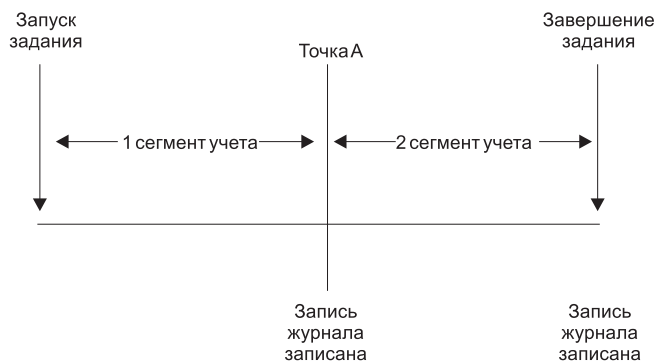 Запуск
задания
Точка А
Завершение
задания
1 сегмент учета
2 сегмент учета
Запись
журнала
записана
Запись
журнала
записана